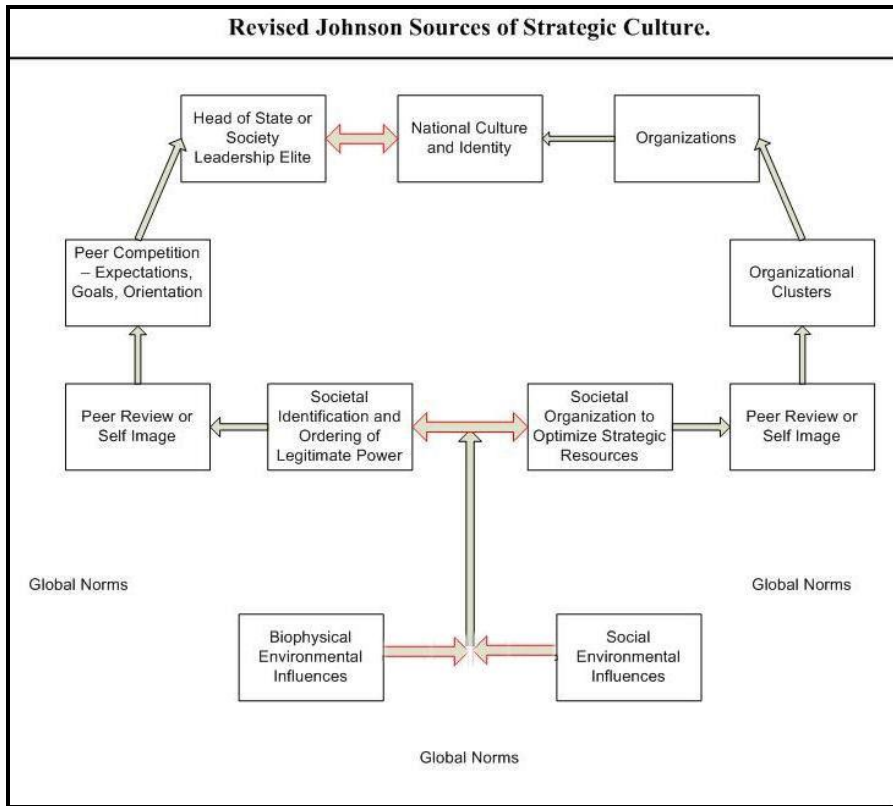 Revised Johnson Sources of Strategic Culture.
Head of State or
Society
Leadership Elite
National Culture
and Identity
Organizations
Peer Competition
– Expectations,
Goals, Orientation
Organizational
Clusters
Peer Review or
Self Image
Societal
Identification and
Ordering of
Legitimate Power
Societal
Organization to
Optimize Strategic
Resources
Peer Review or
Self Image
Global Norms
Global Norms
Biophysical
Environmental
Influences
Social
Environmental
Influences
Global Norms